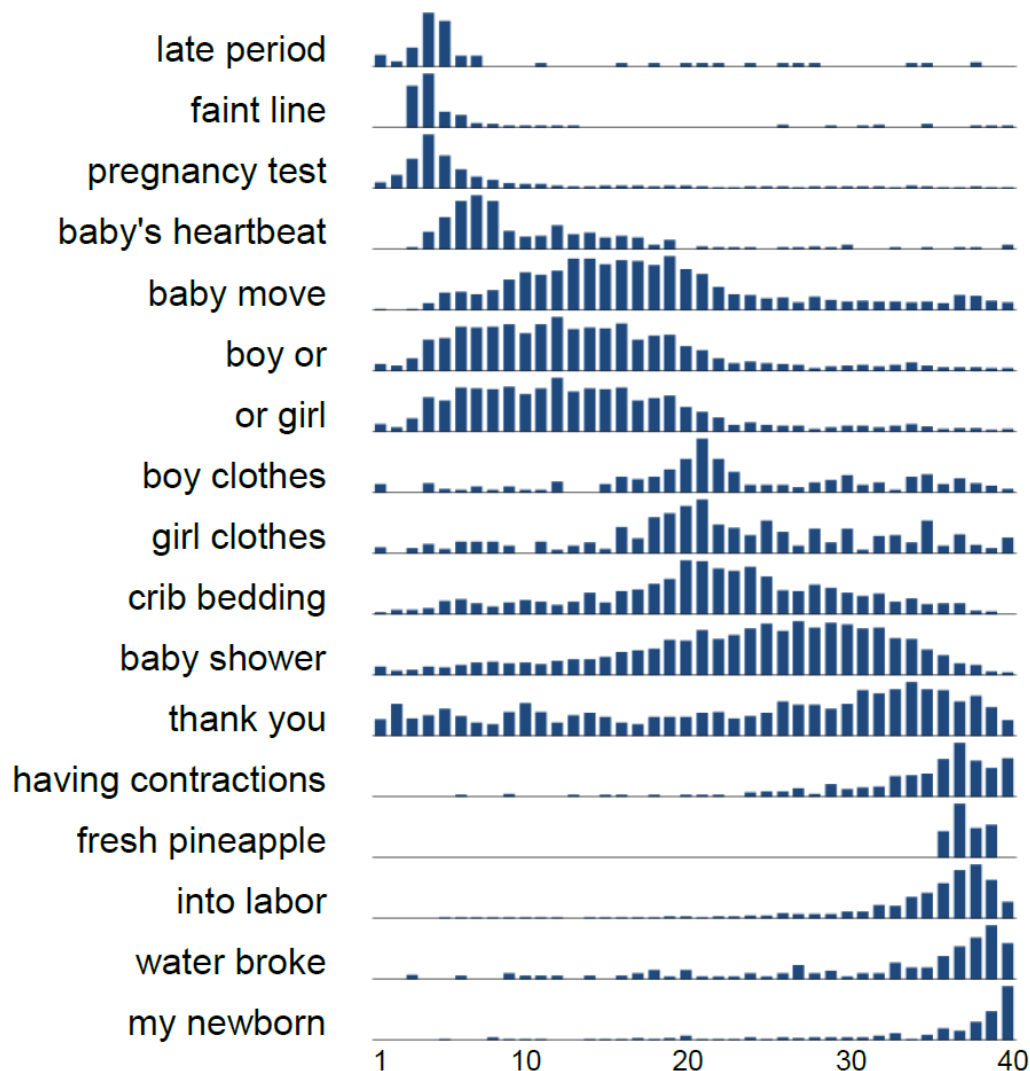 late period
faint line
pregnancy test
baby's heartbeat
baby move
boy or
or girl
boy clothes
girl clothes
crib bedding
baby shower
thank you
having contractions
fresh pineapple
into labor
water broke
my newborn
1 10 20 30 40